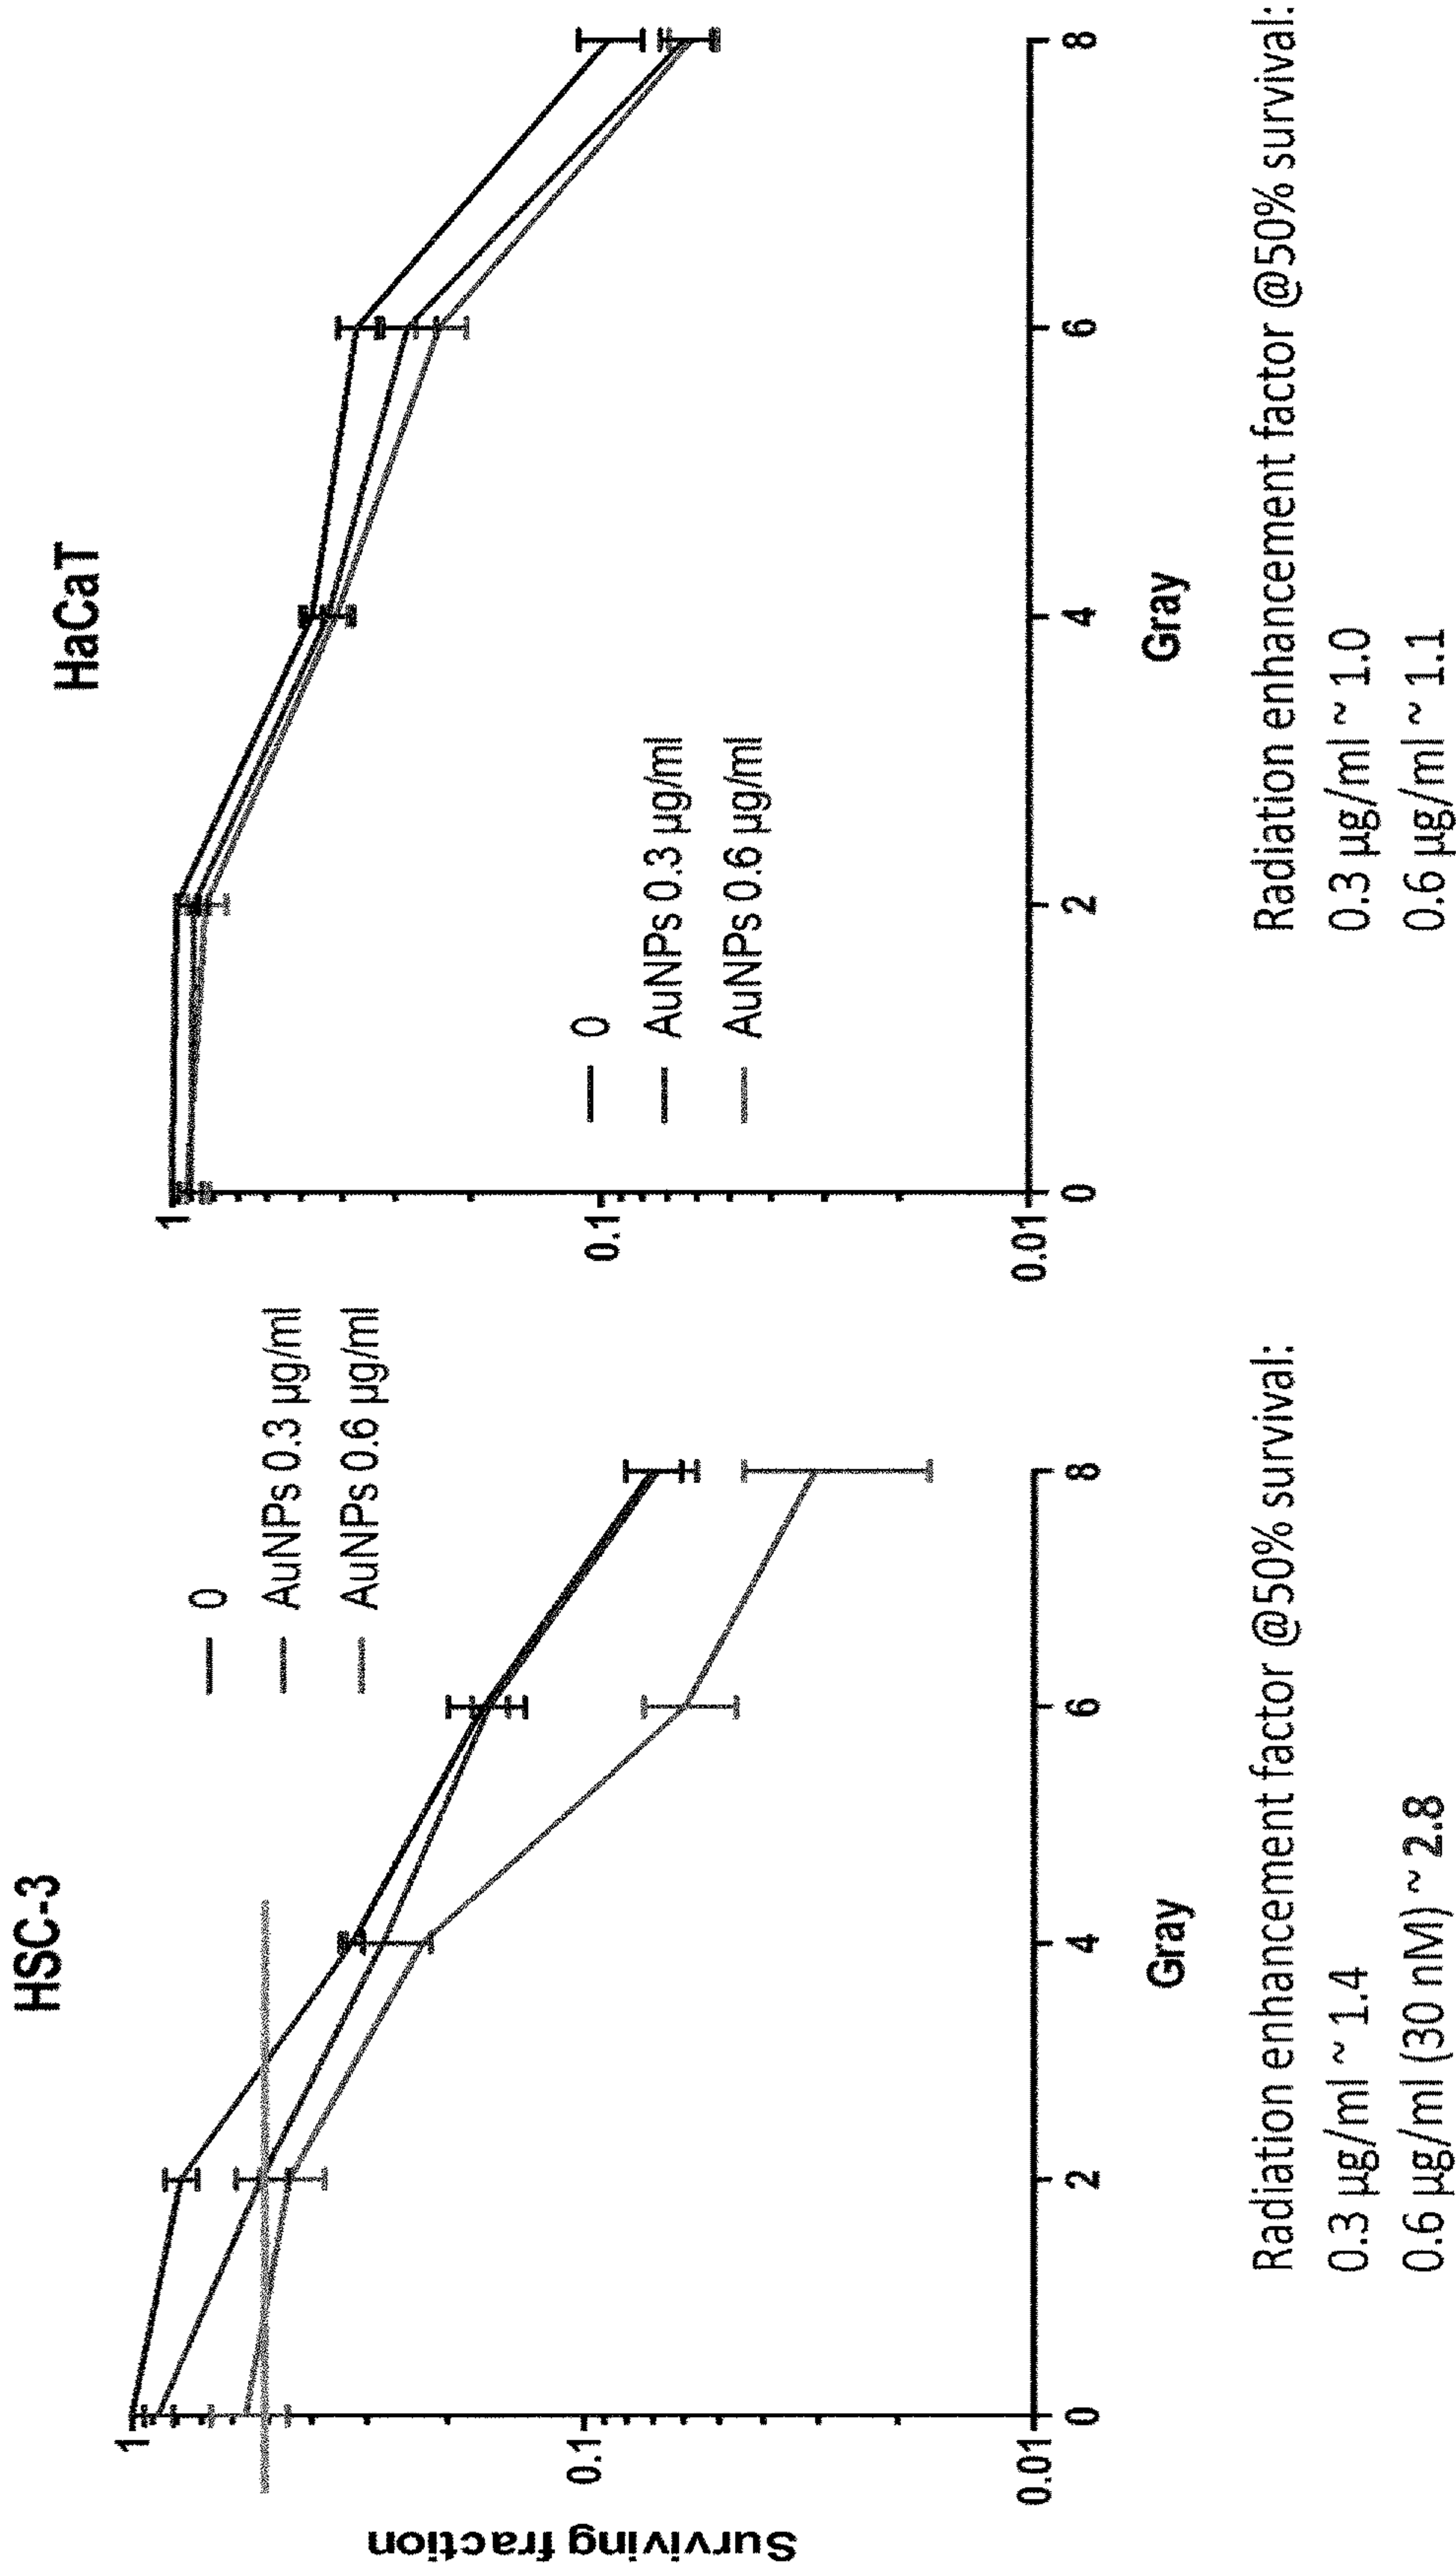 HSC-3
Surviving fraction
1
0.1
0.01
0
2
4
6
8
Gray
0
AuNPs 0.3 µg/ml
AuNPs 0.6 µg/ml
Radiation enhancement factor @50% survival:
0.3 µg/ml ~ 1.4
0.6 µg/ml (30 nM) ~ 2.8
HaCaT
1
0.1
0.01
0
2
4
6
8
Gray
0
AuNPs 0.3 µg/ml
AuNPs 0.6 µg/ml
Radiation enhancement factor @50% survival:
0.3 µg/ml ~ 1.0
0.6 µg/ml ~ 1.1